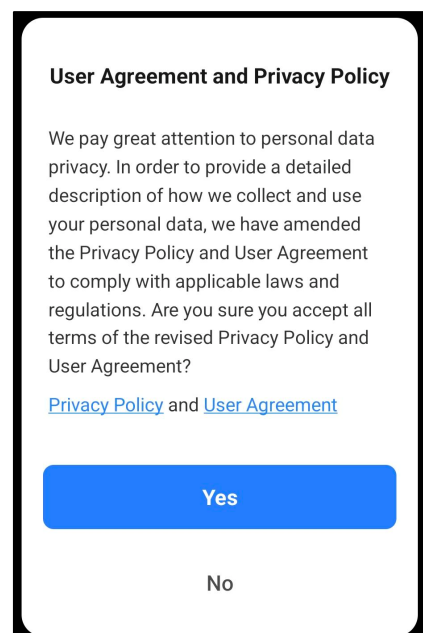 User Agreement and Privacy Policy
We pay great attention to personal data
privacy. In order to provide a detailed
description of how we collect and use
your personal data, we have amended
the Privacy Policy and User Agreement
to comply with applicable laws and
regulations. Are you sure you accept all
terms of the revised Privacy Policy and
User Agreement?
Privacy Policy and User Agreement
Yes
No